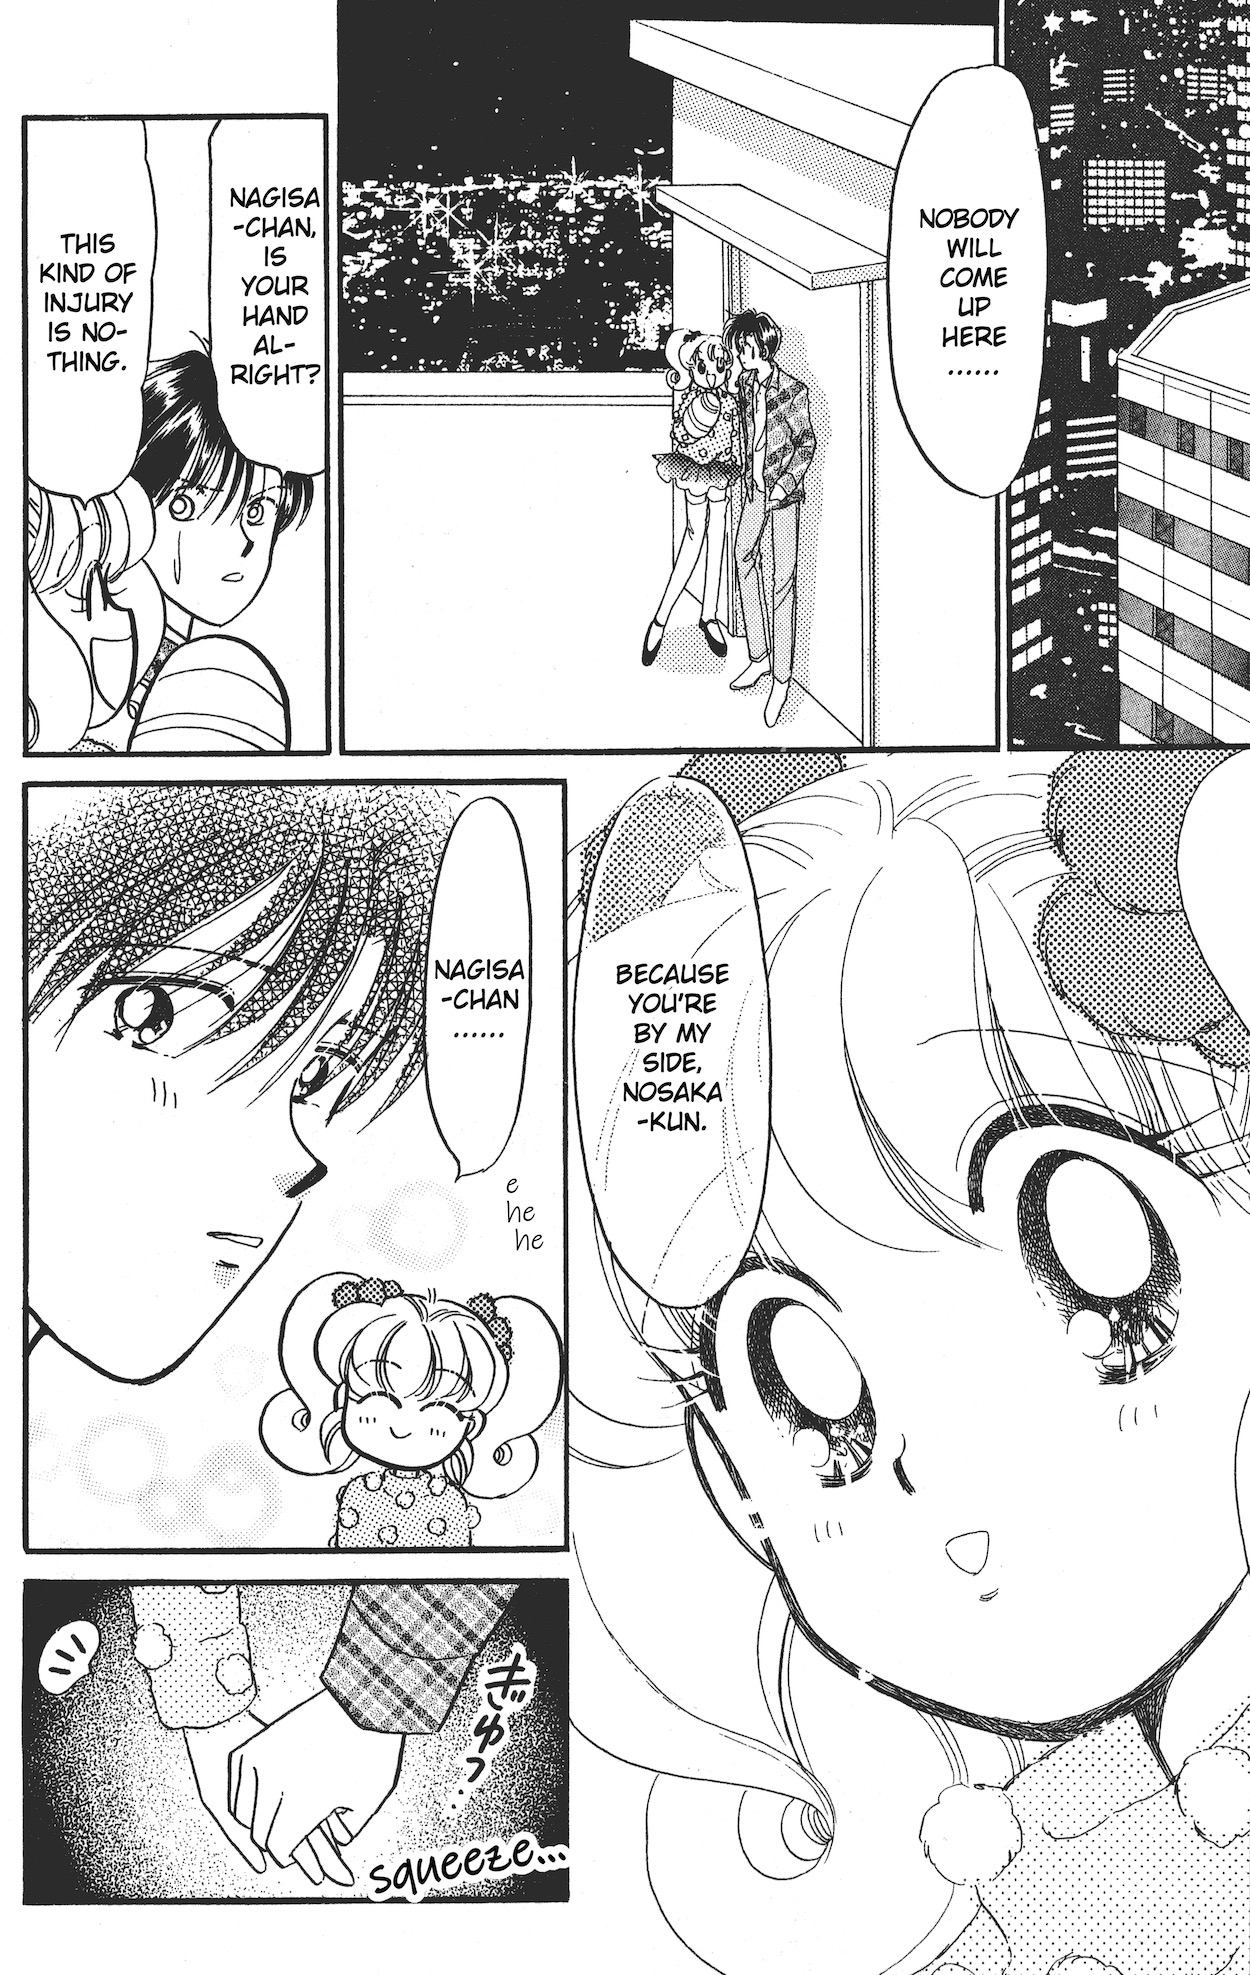 NOBODY
WILL
COME
UP
HERE
......
NAGISA
-CHAN,
IS
YOUR
HAND
AL-
RIGHT?
THIS
KIND OF
INJURY
IS NO-
THING.
BECAUSE
YOU'RE
BY MY
SIDE,
NOSAKA
-KUN.
NAGISA
-CHAN
......
e
he
he
ぎゅっ...
squeeze...